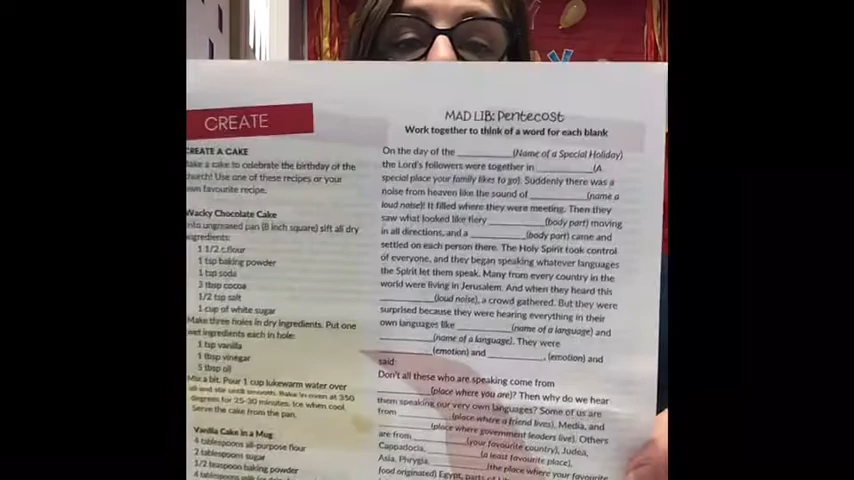 CREATE
CREATE A CAKE
ake a cake to celebrate the birthday of the
church! Use one of these recipes or your
own favourite recipe.
Wacky Chocolate Cake
Into ungreased pan (8 inch square) sift all dry
ingredients:
1 1/2 c.flour
1 tsp baking powder
1 tsp soda
3 tbsp cocoa
1/2 tsp salt
1 cup of white sugar
Make three holes in dry ingredients. Put one
wet ingredients each in hole:
1 tsp vanilla
1 tbsp vinegar
5 tbsp oil
Mix a bit. Pour 1 cup lukewarm water over
all and stir until smooth. Bake in oven at 350
degrees for 25-30 minutes. Ice when cool.
Serve the cake from the pan.
Vanilla Cake in a Mug
4 tablespoons all-purpose flour
2 tablespoons sugar
1/2 teaspoon baking powder
MAD LIB: Pentecost
Work together to think of a word for each blank
On the day of the __________(Name of a Special Holiday)
the Lord's followers were together in __________(A
special place your family likes to go). Suddenly there was a
noise from heaven like the sound of __________(name a
loud noise)! It filled where they were meeting. Then they
saw what looked like fiery __________(body part) moving
in all directions, and a __________(body part) came and
settled on each person there. The Holy Spirit took control
of everyone, and they began speaking whatever languages
the Spirit let them speak. Many from every country in the
world were living in Jerusalem. And when they heard this
__________(loud noise), a crowd gathered. But they were
surprised because they were hearing everything in their
own languages like __________(name of a language) and
__________(name of a language). They were
__________(emotion) and __________, (emotion) and
said:
Don't all these who are speaking come from
__________(place where you are)? Then why do we hear
them speaking our very own languages? Some of us are
from __________(place where a friend lives), Media, and
__________(place where government leaders live). Others
are from __________(your favourite country), Judea,
Cappadocia, __________(a least favourite place),
Asia, Phrygia, __________(the place where your favourite
food originated) Egypt, parts of